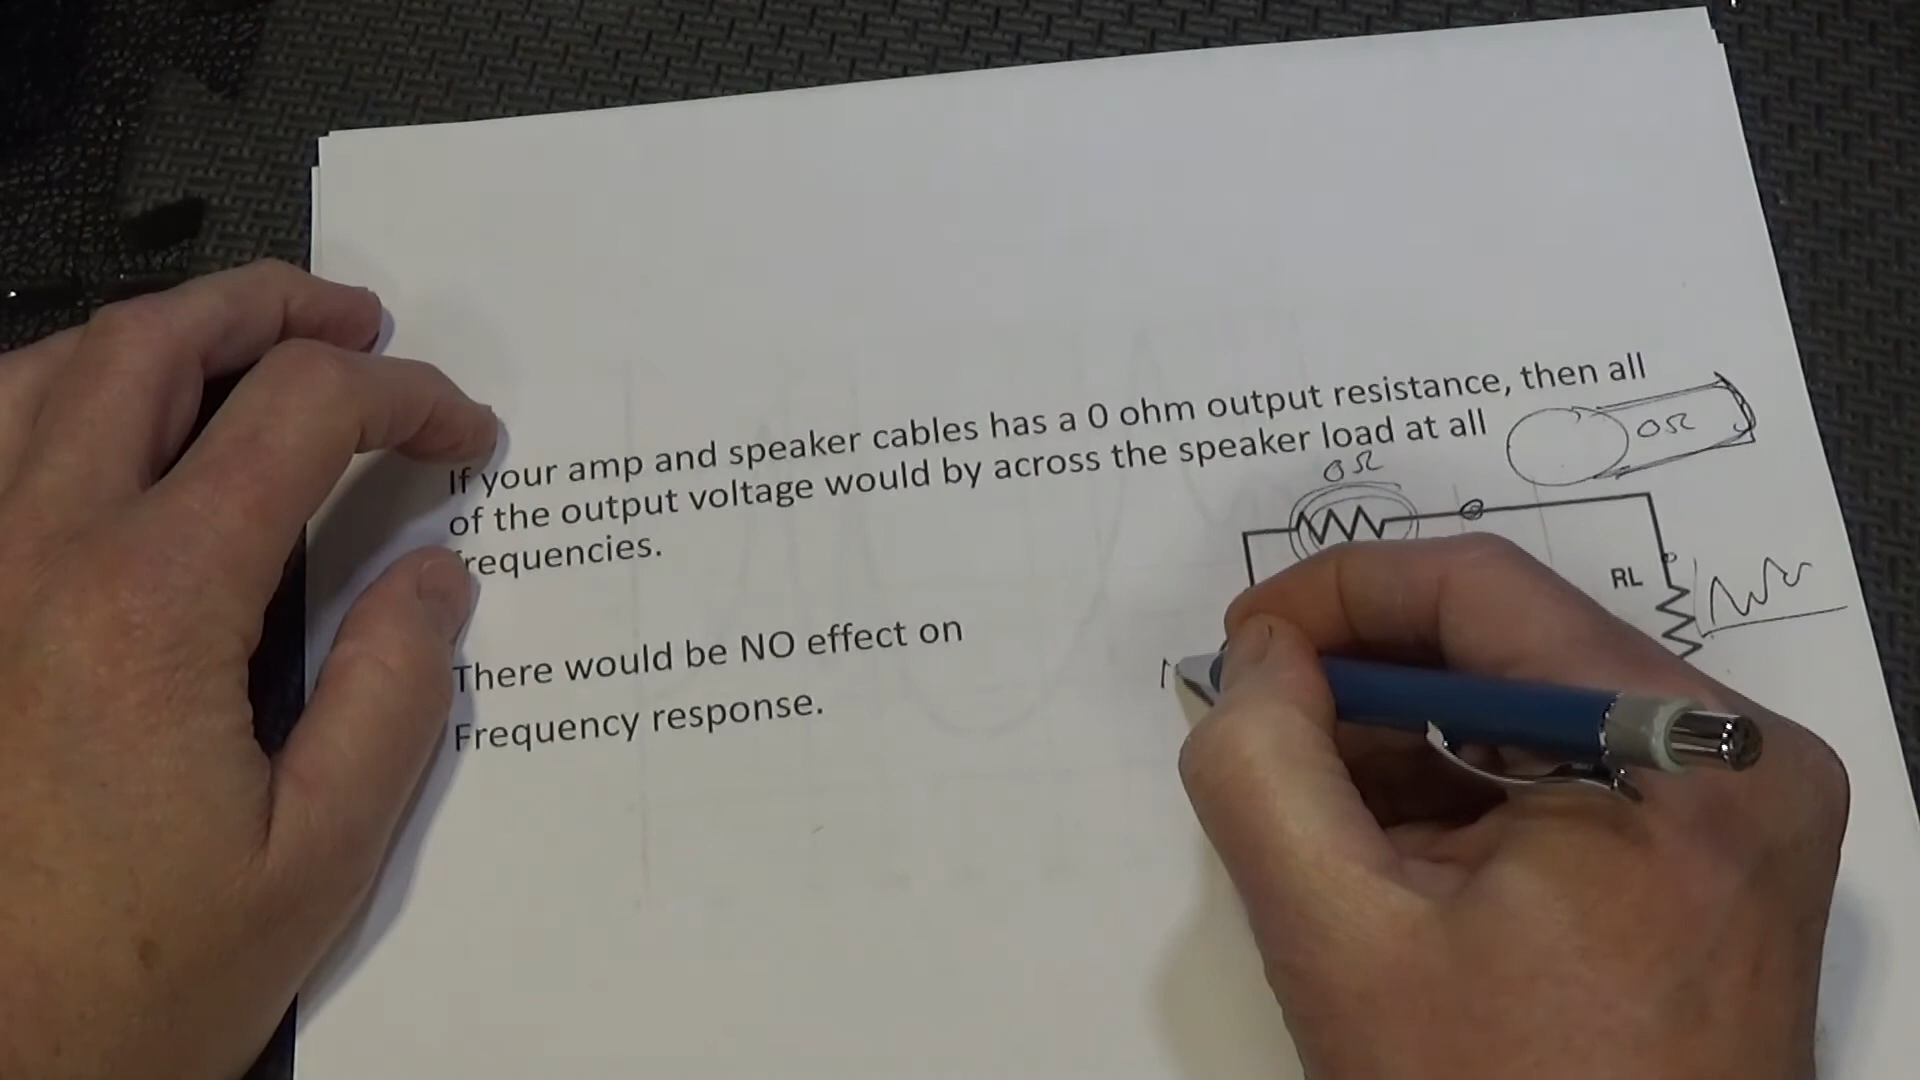 If your amp and speaker cables has a 0 ohm output resistance, then all
of the output voltage would by across the speaker load at all
frequencies.
0Ω
0Ω
RL
There would be NO effect on
Frequency response.